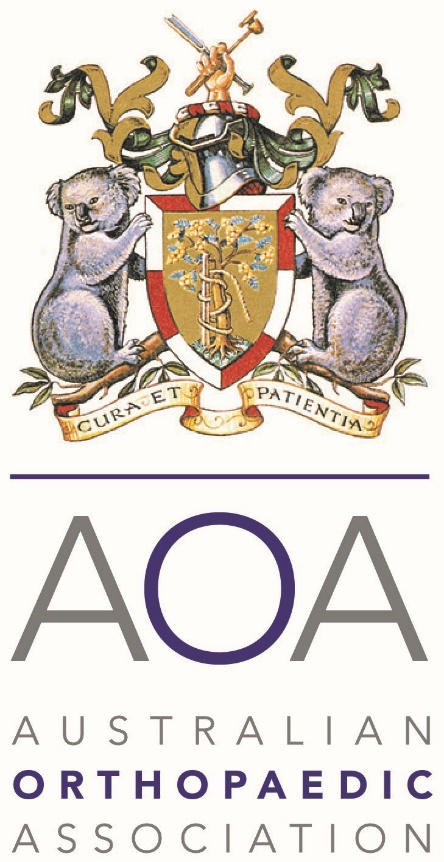 CURA ET PATIENTIA
AOA
AUSTRALIAN
ORTHOPAEDIC
ASSOCIATION